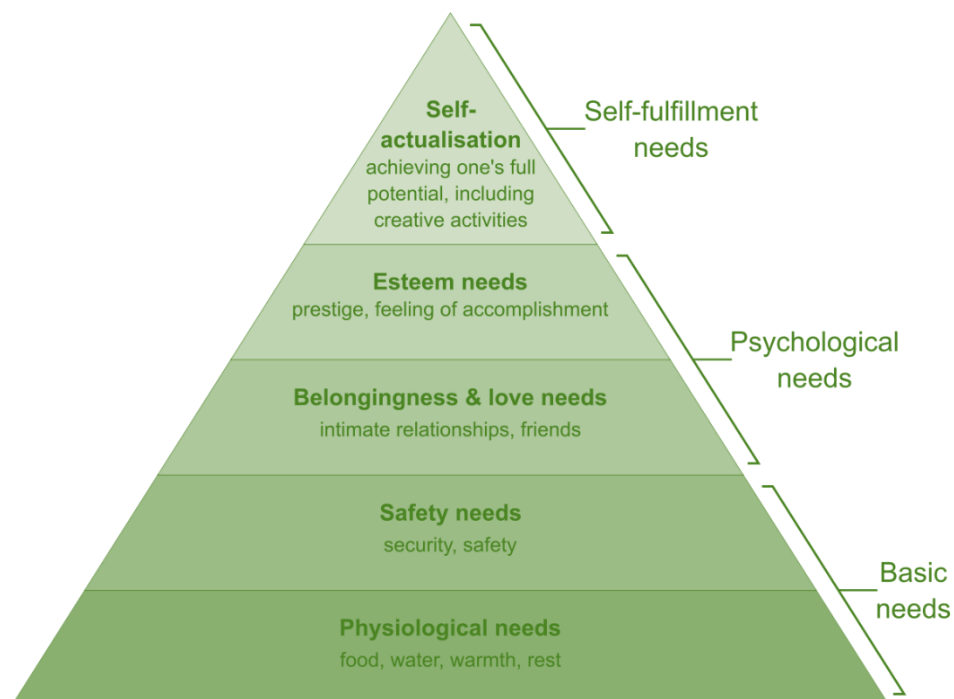 Self-
actualisation
achieving one's full
potential, including
creative activities
Self-fulfillment
needs
Esteem needs
prestige, feeling of accomplishment
Psychological
needs
Belongingness & love needs
intimate relationships, friends
Safety needs
security, safety
Basic
needs
Physiological needs
food, water, warmth, rest